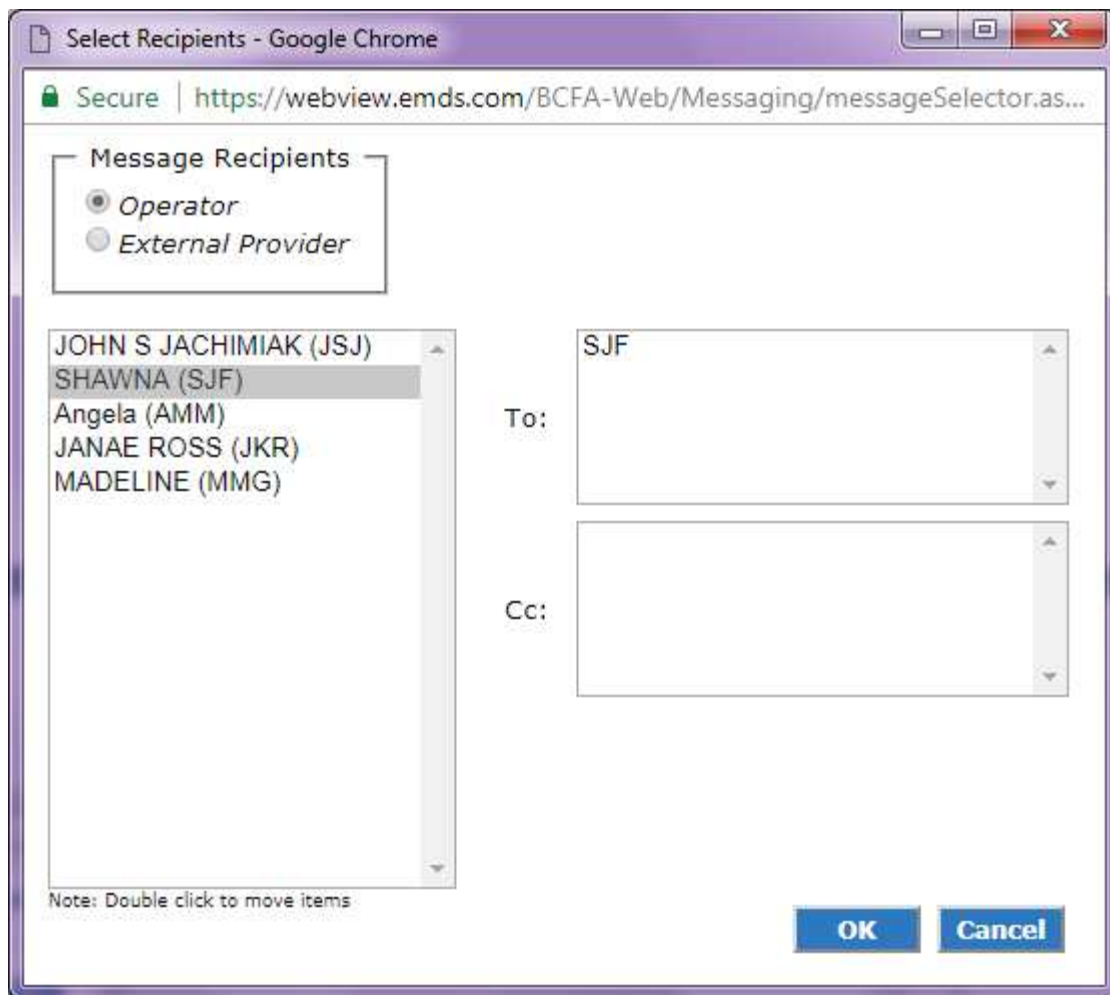 Select Recipients - Google Chrome
Secure | https://webview.emds.com/BCFA-Web/Messaging/messageSelector.as...
Message Recipients
Operator
External Provider
JOHN S JACHIMIAK (JSJ)
SHAWNA (SJF)
Angela (AMM)
JANAE ROSS (JKR)
MADELINE (MMG)
To:
SJF
Cc:
Note: Double click to move items
OK
Cancel